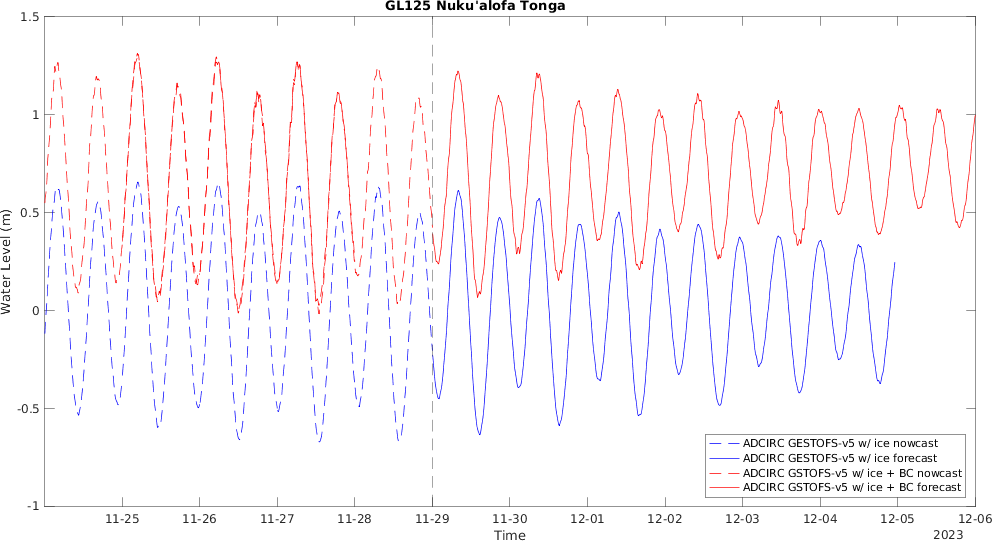 GL125 Nuku'alofa Tonga
1.5
1
0.5
0
-0.5
-1
Water Level (m)
ADCIRC GESTOFS-v5 w/ ice nowcast
ADCIRC GESTOFS-v5 w/ ice forecast
ADCIRC GSTOFS-v5 w/ ice + BC nowcast
ADCIRC GSTOFS-v5 w/ ice + BC forecast
11-25 11-26 11-27 11-28 11-29 11-30 12-01 12-02 12-03 12-04 12-05 12-06
Time
2023